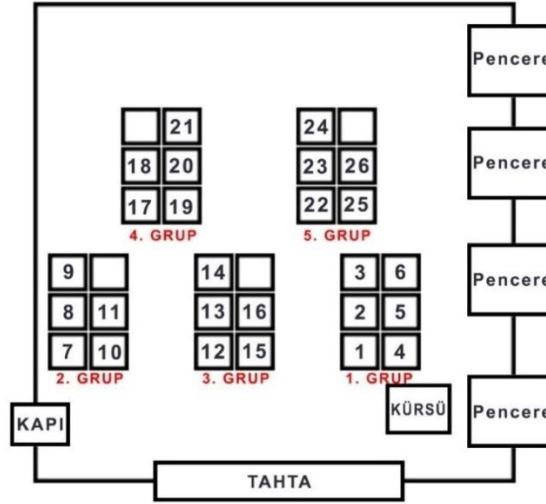 Pencere
21
24
Pencere
18 20
23 26
17 19
22 25
4. GRUP
5. GRUP
9
14
3 6
Pencere
8 11
13 16
2 5
7 10
12 15
1 4
2. GRUP
3. GRUP
1. GRUP
KÜRSÜ
Pencere
KAPI
TAHTA